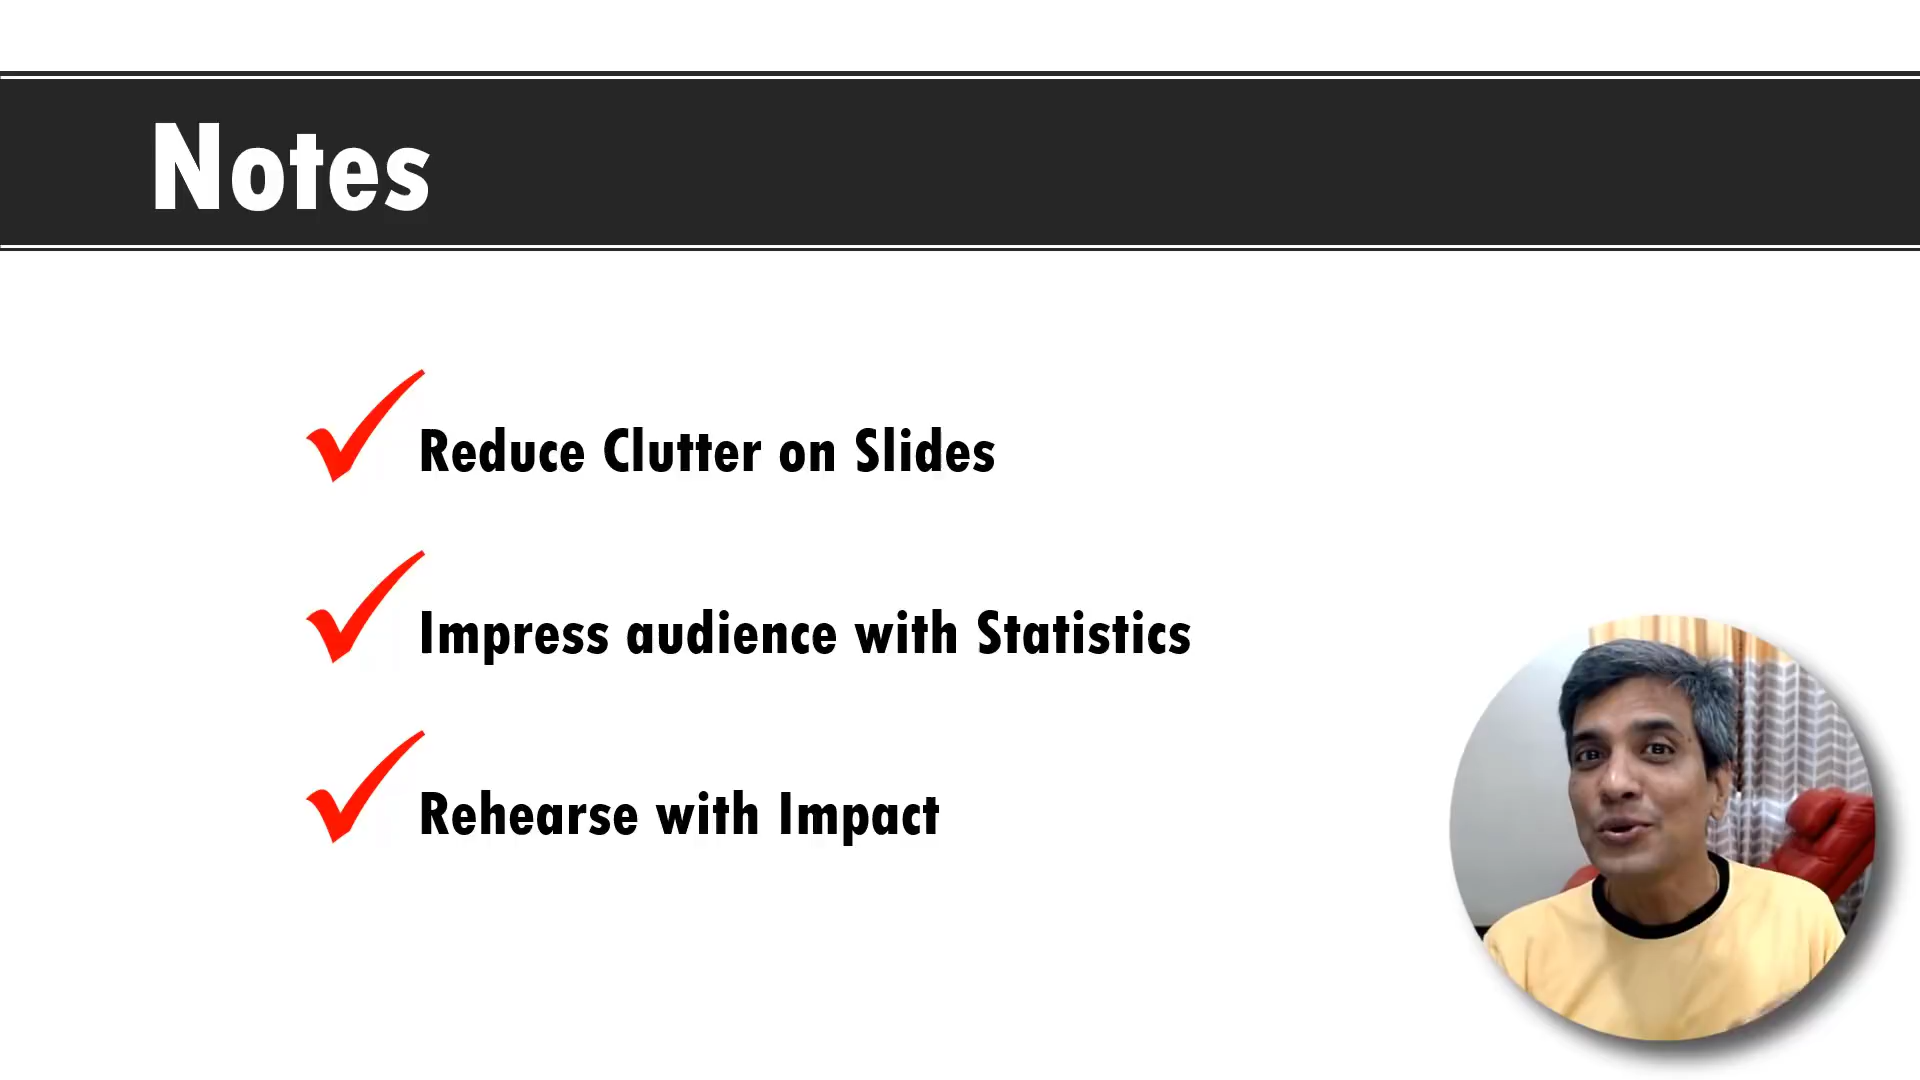 Notes
Reduce Clutter on Slides
Impress audience with Statistics
Rehearse with Impact